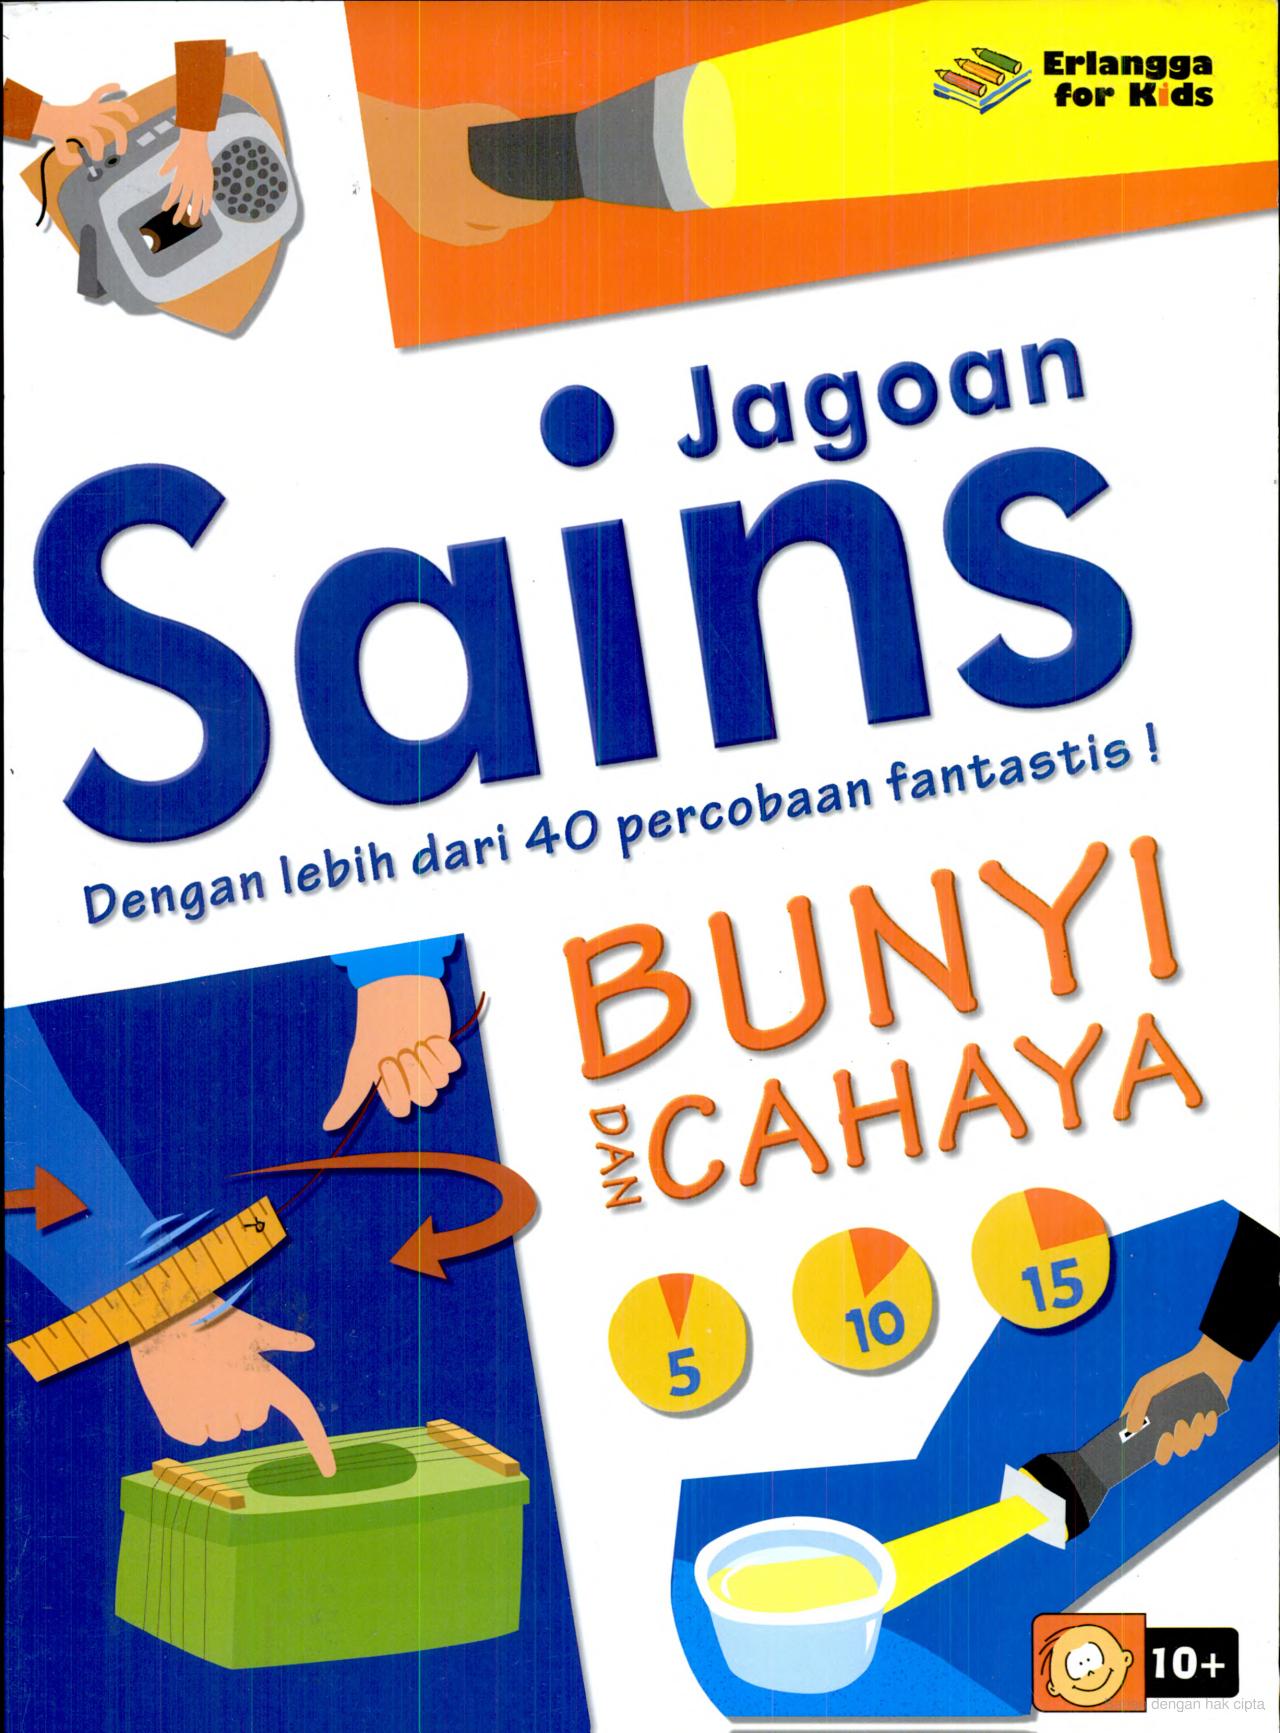 Erlangga
for Kids
Jagoan
Sains
Dengan lebih dari 40 percobaan fantastis !
BUNYI
DAN
CAHAYA
5
10
15
10+
dengan hak cipta